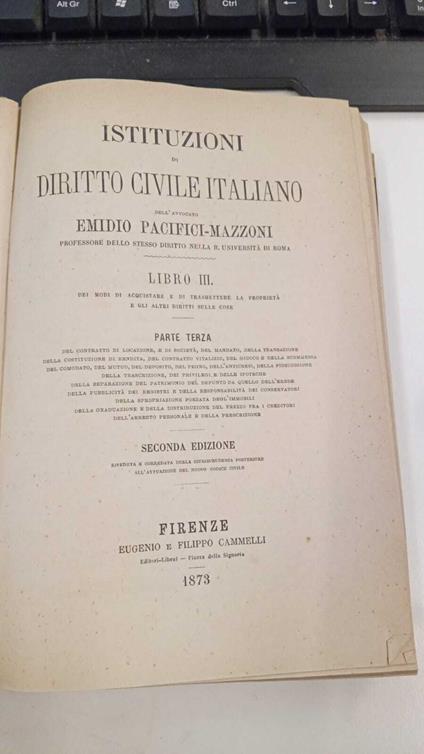 Alt Gr
Ctrl
ISTITUZIONI
DI
DIRITTO CIVILE ITALIANO
DELL'AVVOCATO
EMIDIO PACIFICI-MAZZONI
PROFESSORE DELLO STESSO DIRITTO NELLA R. UNIVERSITÀ DI ROMA
LIBRO III.
DEI MODI DI ACQUISTARE E DI TRASMETTERE LA PROPRIETÀ
E GLI ALTRI DIRITTI SULLE COSE
PARTE TERZA
DEL CONTRATTO DI LOCAZIONE, E DI SOCIETÀ, DEL MANDATO, DELLA TRANSAZIONE
DELLA COSTITUZIONE DI RENDITA, DEL CONTRATTO VITALIZIO, DEL GIUOCO E DELLA SCOMMESSA
DEL COMODATO, DEL MUTUO, DEL DEPOSITO, DEL PEGNO, DELL'ANTICRESI, DELLA FIDEIUSSIONE
DELLA TRASCRIZIONE, DEI PRIVILEGI E DELLE IPOTECHE
DELLA SEPARAZIONE DEL PATRIMONIO DEL DEFUNTO DA QUELLO DELL'EREDE
DELLA PUBBLICITÀ DEI REGISTRI E DELLA RESPONSABILITÀ DEI CONSERVATORI
DELLA SPROPRIAZIONE FORZATA DEGL'IMMOBILI
DELLA GRADUAZIONE E DELLA DISTRIBUZIONE DEL PREZZO FRA I CREDITORI
DELL'ARRESTO PERSONALE E DELLA PRESCRIZIONE
SECONDA EDIZIONE
RIVEDUTA E CORREDATA DELLA GIURISPRUDENZA POSTERIORE
ALL'ATTUAZIONE DEL NUOVO CODICE CIVILE
FIRENZE
EUGENIO E FILIPPO CAMMELLI
Editori-Librai — Piazza della Signoria
1873